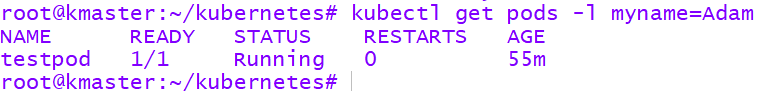 root@kmaster:~/kubernetes# kubectl get pods -l myname=Adam
NAME      READY   STATUS    RESTARTS   AGE
testpod   1/1     Running   0          55m
root@kmaster:~/kubernetes#